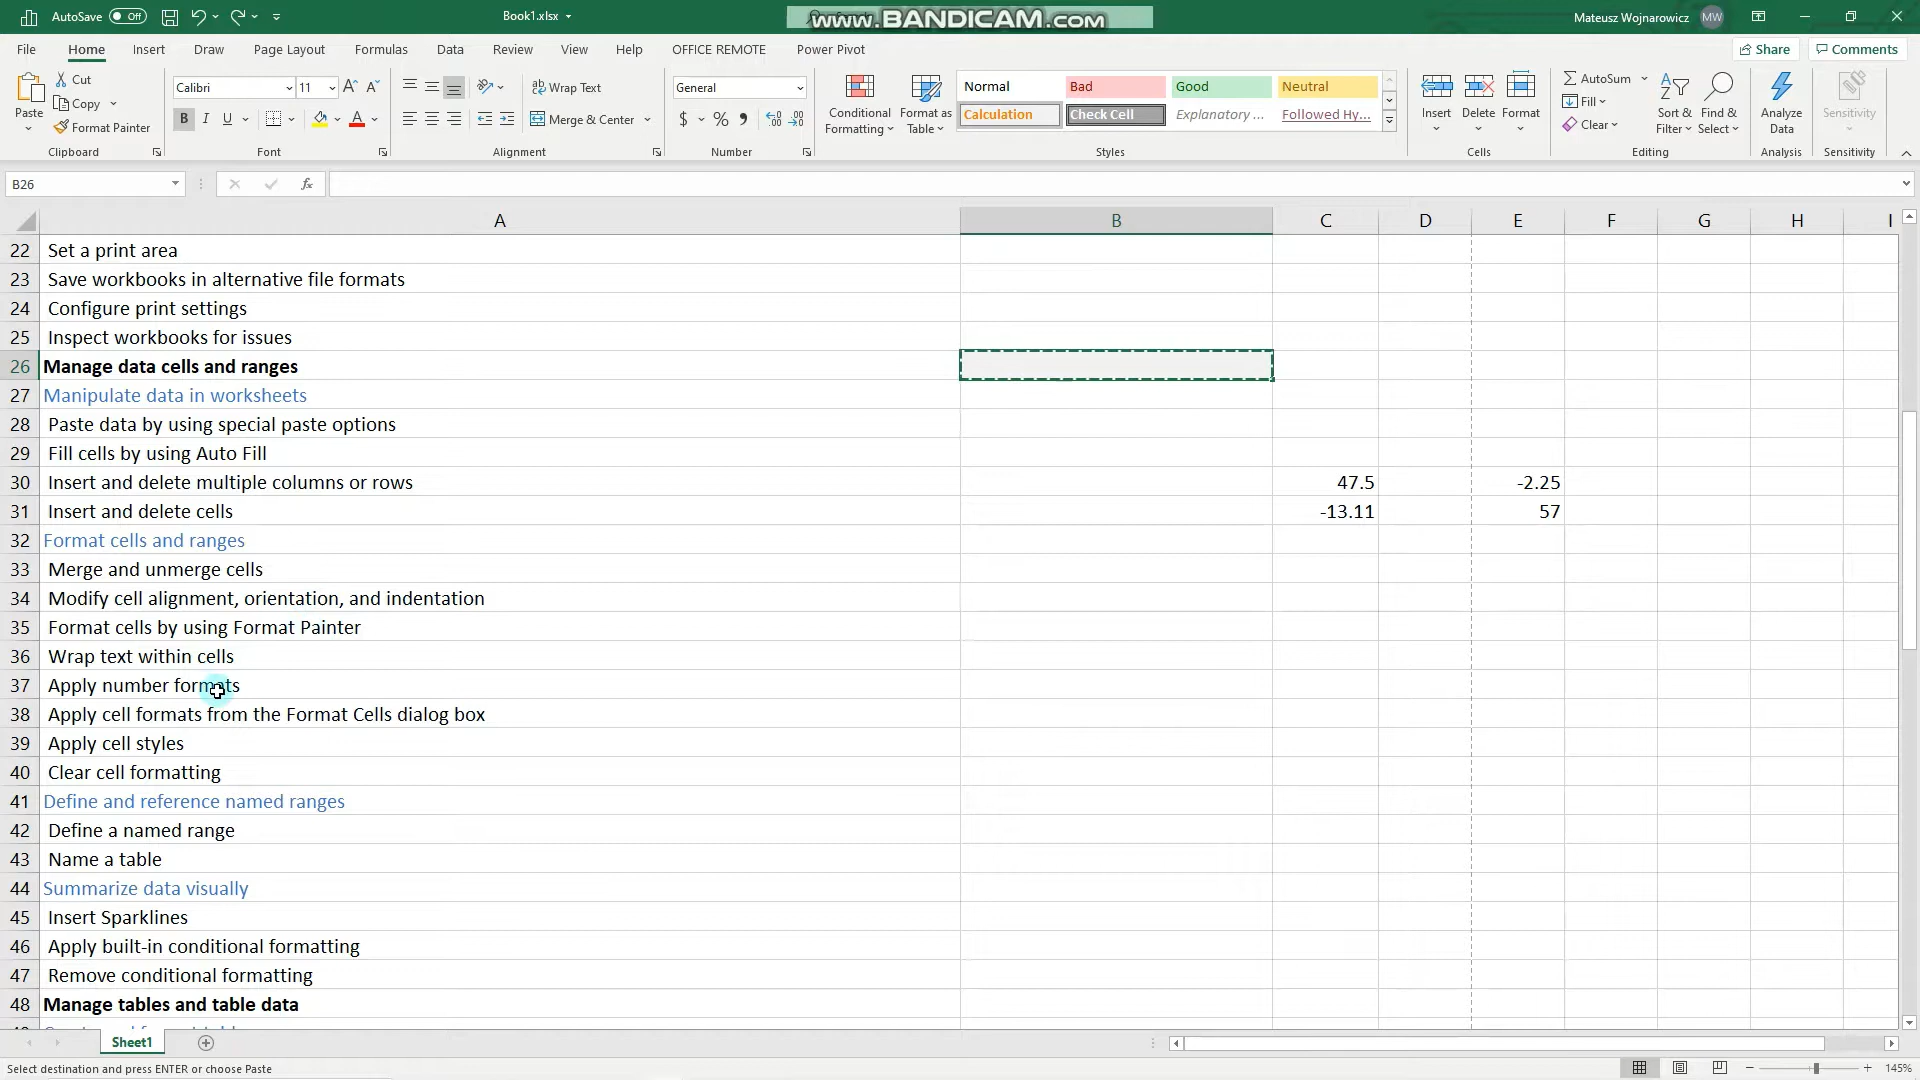 AutoSave Off
Book1.xlsx
WWW.BANDICAM.COM
Mateusz Wojnarowicz MW
File Home Insert Draw Page Layout Formulas Data Review View Help OFFICE REMOTE Power Pivot
Share Comments
Paste
Cut
Copy
Format Painter
Clipboard
Calibri 11
B I U
Font
Wrap Text
Merge & Center
Alignment
General
$ % ,
Number
Conditional Formatting
Format as Table
Normal Bad Good Neutral
Calculation Check Cell Explanatory ... Followed Hy...
Styles
Insert Delete Format
Cells
AutoSum
Fill
Clear
Sort & Filter
Find & Select
Editing
Analyze Data
Analysis
Sensitivity
Sensitivity
B26
fx
A B C D E F G H I
22 Set a print area
23 Save workbooks in alternative file formats
24 Configure print settings
25 Inspect workbooks for issues
26 Manage data cells and ranges
27 Manipulate data in worksheets
28 Paste data by using special paste options
29 Fill cells by using Auto Fill
30 Insert and delete multiple columns or rows 47.5 -2.25
31 Insert and delete cells -13.11 57
32 Format cells and ranges
33 Merge and unmerge cells
34 Modify cell alignment, orientation, and indentation
35 Format cells by using Format Painter
36 Wrap text within cells
37 Apply number formats
38 Apply cell formats from the Format Cells dialog box
39 Apply cell styles
40 Clear cell formatting
41 Define and reference named ranges
42 Define a named range
43 Name a table
44 Summarize data visually
45 Insert Sparklines
46 Apply built-in conditional formatting
47 Remove conditional formatting
48 Manage tables and table data
Sheet1
Select destination and press ENTER or choose Paste
145%